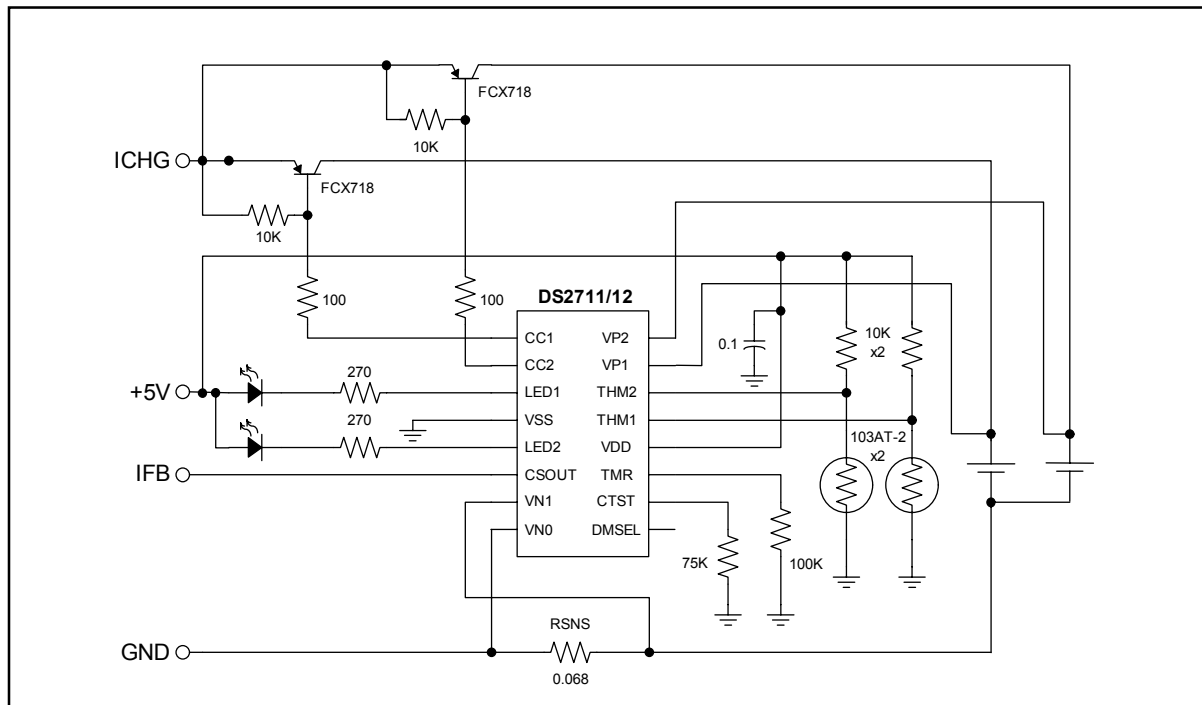 FCX718
10K
ICHG
FCX718
10K
100
100
DS2711/12
CC1
VP2
0.1
10K
x2
CC2
VP1
270
+5V
LED1
THM2
270
VSS
THM1
LED2
VDD
103AT-2
x2
IFB
CSOUT
TMR
VN1
CTST
VN0
DMSEL
75K
100K
RSNS
GND
0.068